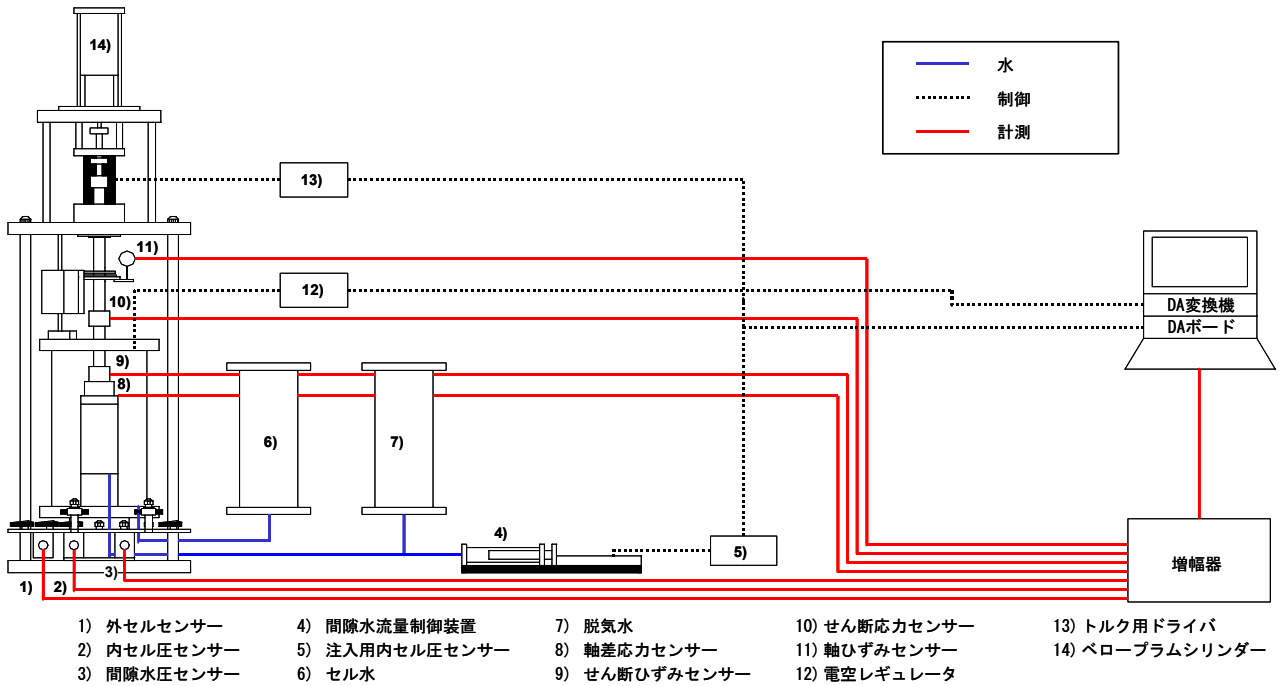 14)
水
制御
計測
13)
11)
12)
10)
DA変換機
DAボード
9)
8)
6)
7)
4)
5)
増幅器
3)
1)
2)
1) 外セルセンサー
2) 内セル圧センサー
3) 間隙水圧センサー
4) 間隙水流量制御装置
5) 注入用内セル圧センサー
6) セル水
7) 脱気水
8) 軸差応力センサー
9) せん断ひずみセンサー
10) せん断応力センサー
11) 軸ひずみセンサー
12) 電空レギュレータ
13) トルク用ドライバ
14) ベロープラムシリンダー